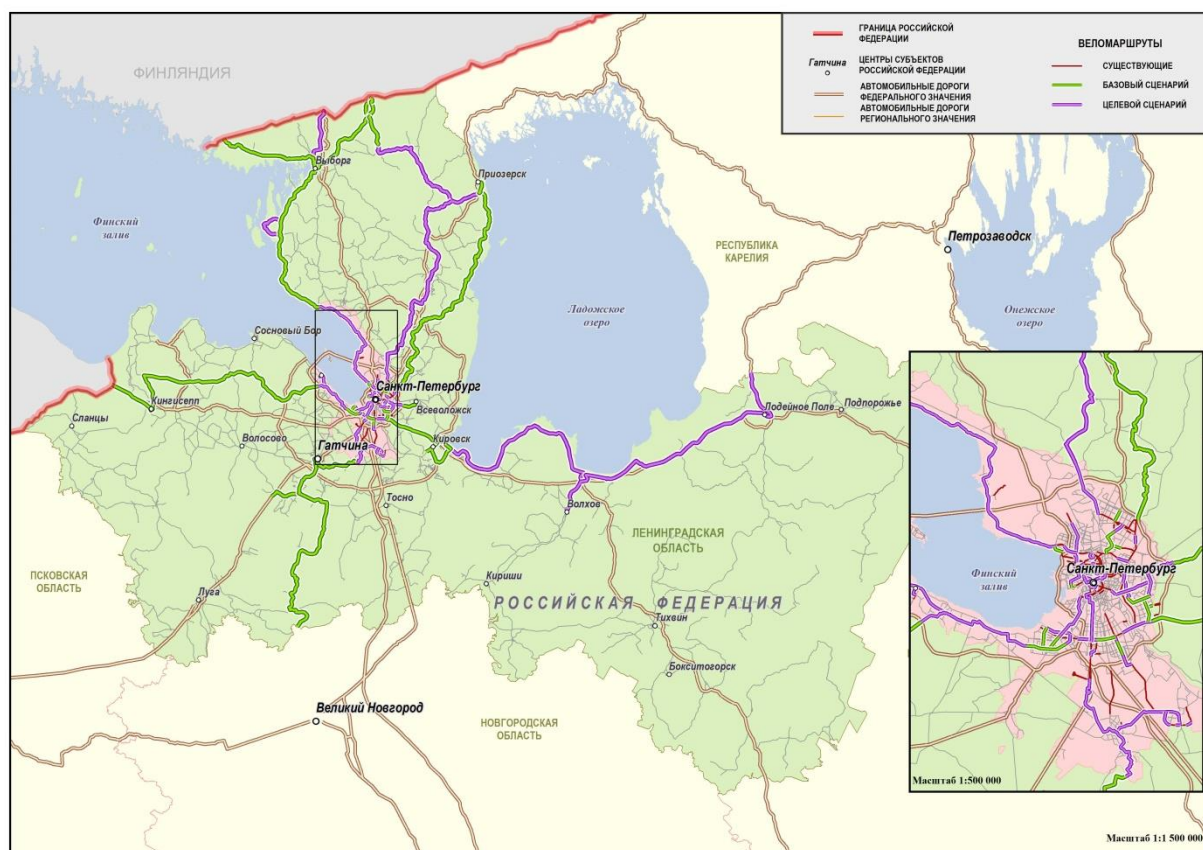 ГРАНИЦА РОССИЙСКОЙ
ФЕДЕРАЦИИ
Гатчина
ЦЕНТРЫ СУБЪЕКТОВ
РОССИЙСКОЙ ФЕДЕРАЦИИ
АВТОМОБИЛЬНЫЕ ДОРОГИ
ФЕДЕРАЛЬНОГО ЗНАЧЕНИЯ
АВТОМОБИЛЬНЫЕ ДОРОГИ
РЕГИОНАЛЬНОГО ЗНАЧЕНИЯ
ВЕЛОМАРШРУТЫ
СУЩЕСТВУЮЩИЕ
БАЗОВЫЙ СЦЕНАРИЙ
ЦЕЛЕВОЙ СЦЕНАРИЙ
ФИНЛЯНДИЯ
Выборг
Приозерск
Финский
залив
РЕСПУБЛИКА
КАРЕЛИЯ
Петрозаводск
Ладожское
озеро
Онежское
озеро
Сосновый Бор
Санкт-Петербург
Всеволожск
Кингисепп
Сланцы
Волосово
Гатчина
Кировск
Лодейное Поле
Подпорожье
Тосно
Волхов
ЛЕНИНГРАДСКАЯ
ОБЛАСТЬ
ПСКОВСКАЯ
ОБЛАСТЬ
Луга
Кириши
РОССИЙСКАЯ ФЕДЕРАЦИЯ
Тихвин
Бокситогорск
Великий Новгород
НОВГОРОДСКАЯ
ОБЛАСТЬ
Финский
залив
Санкт-Петербург
Масштаб 1:500 000
Масштаб 1:1 500 000